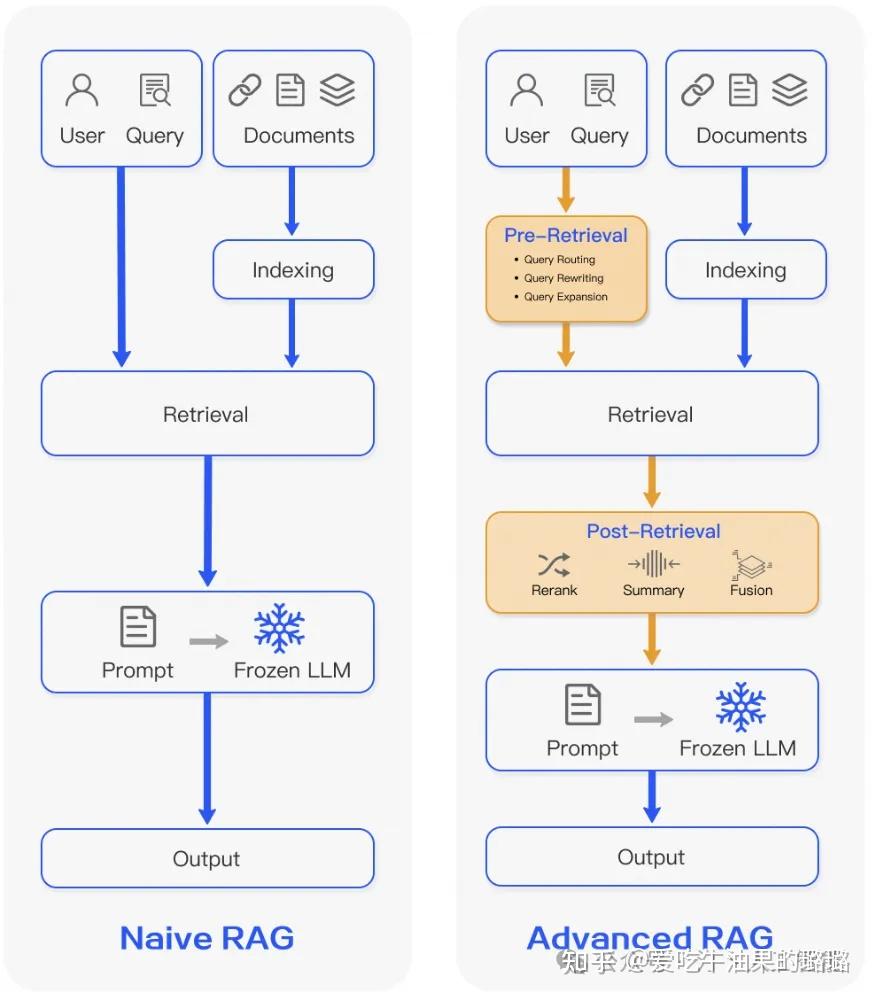 User Query
Documents
Indexing
Retrieval
Prompt
Frozen LLM
Output
Naive RAG
User Query
Documents
Pre-Retrieval
• Query Routing
• Query Rewriting
• Query Expansion
Indexing
Retrieval
Post-Retrieval
Rerank
Summary
Fusion
Prompt
Frozen LLM
Output
Advanced RAG
知乎 @爱吃牛油果的璐璐